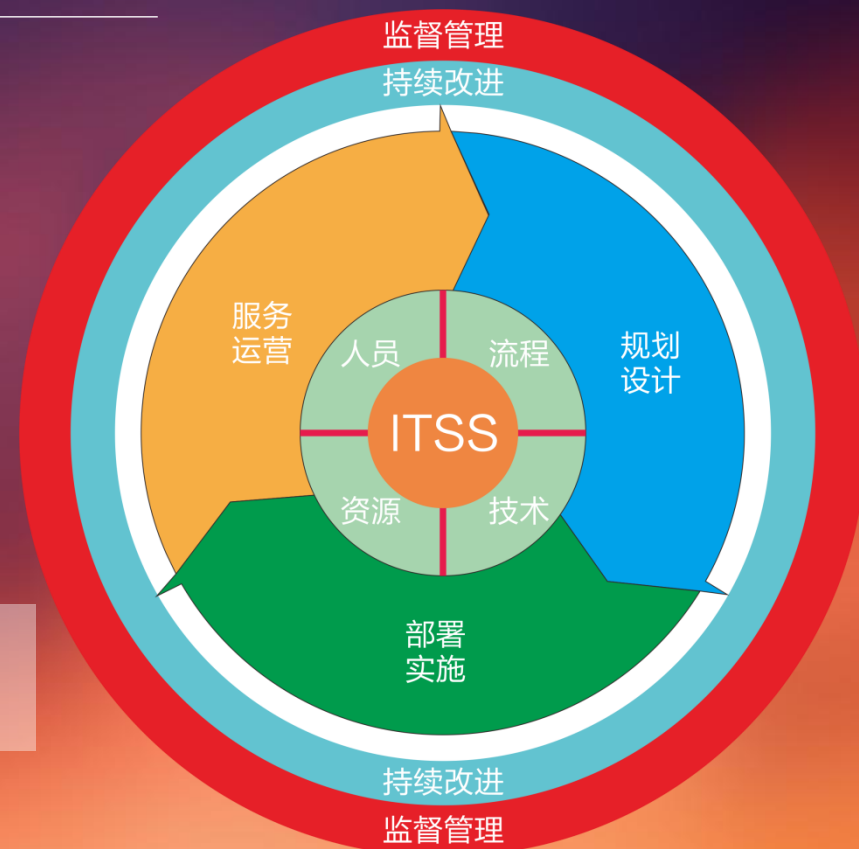 监督管理
持续改进
服务
运营
规划
设计
人员
流程
ITSS
资源
技术
部署
实施
持续改进
监督管理